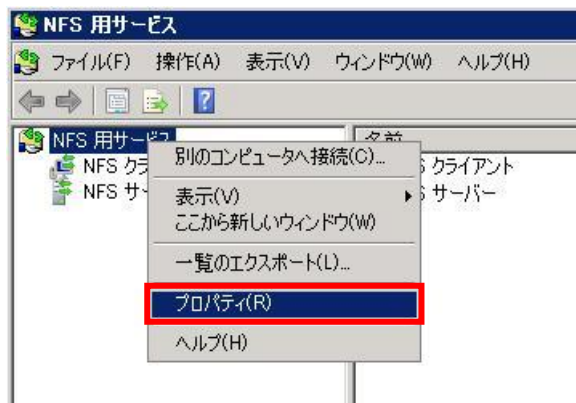 NFS 用サービス
ファイル(F) 操作(A) 表示(V) ウィンドウ(W) ヘルプ(H)
NFS 用サービス
名前
NFS クラ
クライアント
NFS サー
サーバー
別のコンピュータへ接続(C)...
表示(V)
ここから新しいウィンドウ(W)
一覧のエクスポート(L)...
プロパティ(R)
ヘルプ(H)